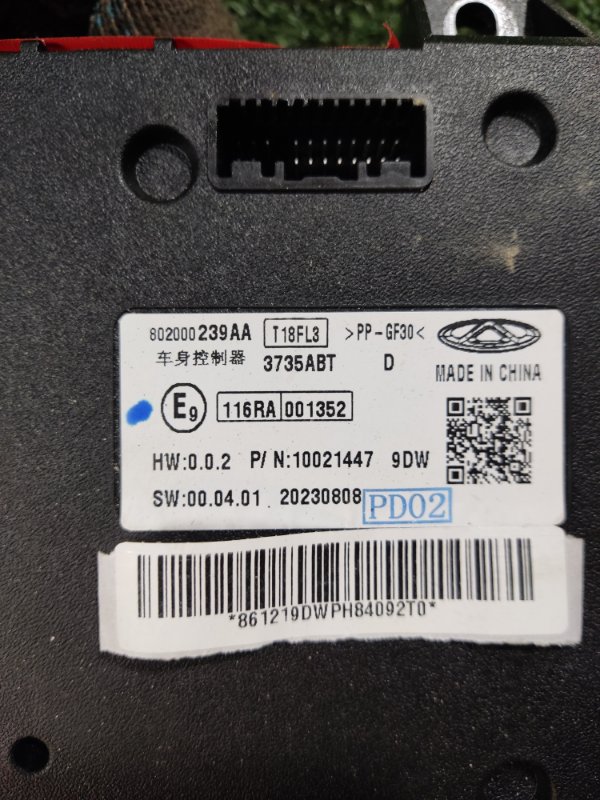 802000239AA T18FL3 >PP-GF30<
车身控制器 3735ABT D MADE IN CHINA
E9 116RA 001352
HW:0.0.2 P/N:10021447 9DW
SW:00.04.01 20230808 PD02
*861219DWPH84092T0*